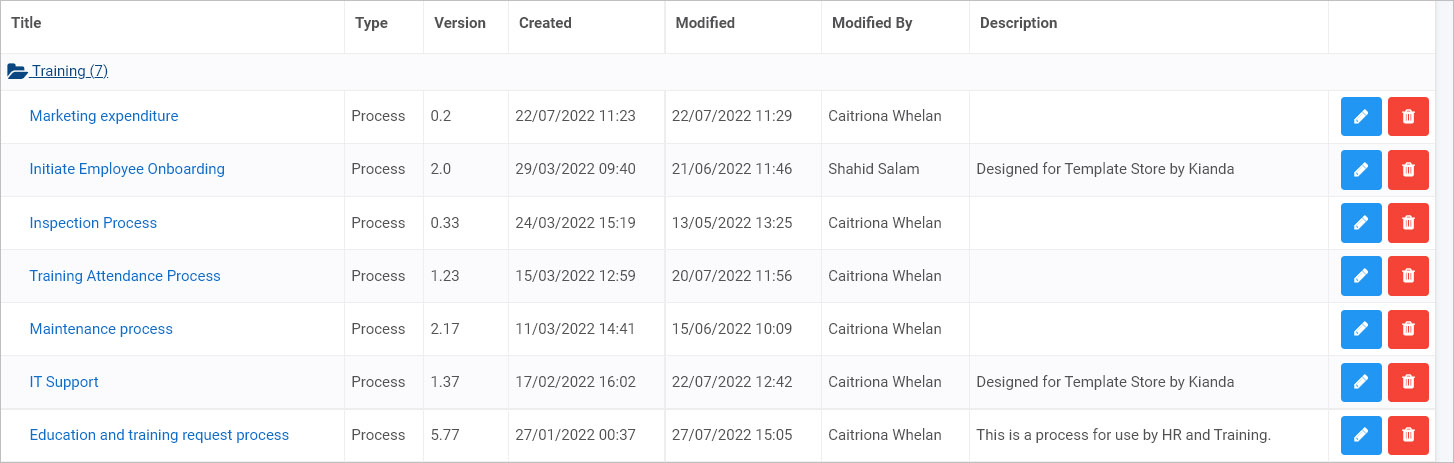 Title Type Version Created Modified Modified By Description
Training (7)
Marketing expenditure Process 0.2 22/07/2022 11:23 22/07/2022 11:29 Caitriona Whelan
Initiate Employee Onboarding Process 2.0 29/03/2022 09:40 21/06/2022 11:46 Shahid Salam Designed for Template Store by Kianda
Inspection Process Process 0.33 24/03/2022 15:19 13/05/2022 13:25 Caitriona Whelan
Training Attendance Process Process 1.23 15/03/2022 12:59 20/07/2022 11:56 Caitriona Whelan
Maintenance process Process 2.17 11/03/2022 14:41 15/06/2022 10:09 Caitriona Whelan
IT Support Process 1.37 17/02/2022 16:02 22/07/2022 12:42 Caitriona Whelan Designed for Template Store by Kianda
Education and training request process Process 5.77 27/01/2022 00:37 27/07/2022 15:05 Caitriona Whelan This is a process for use by HR and Training.